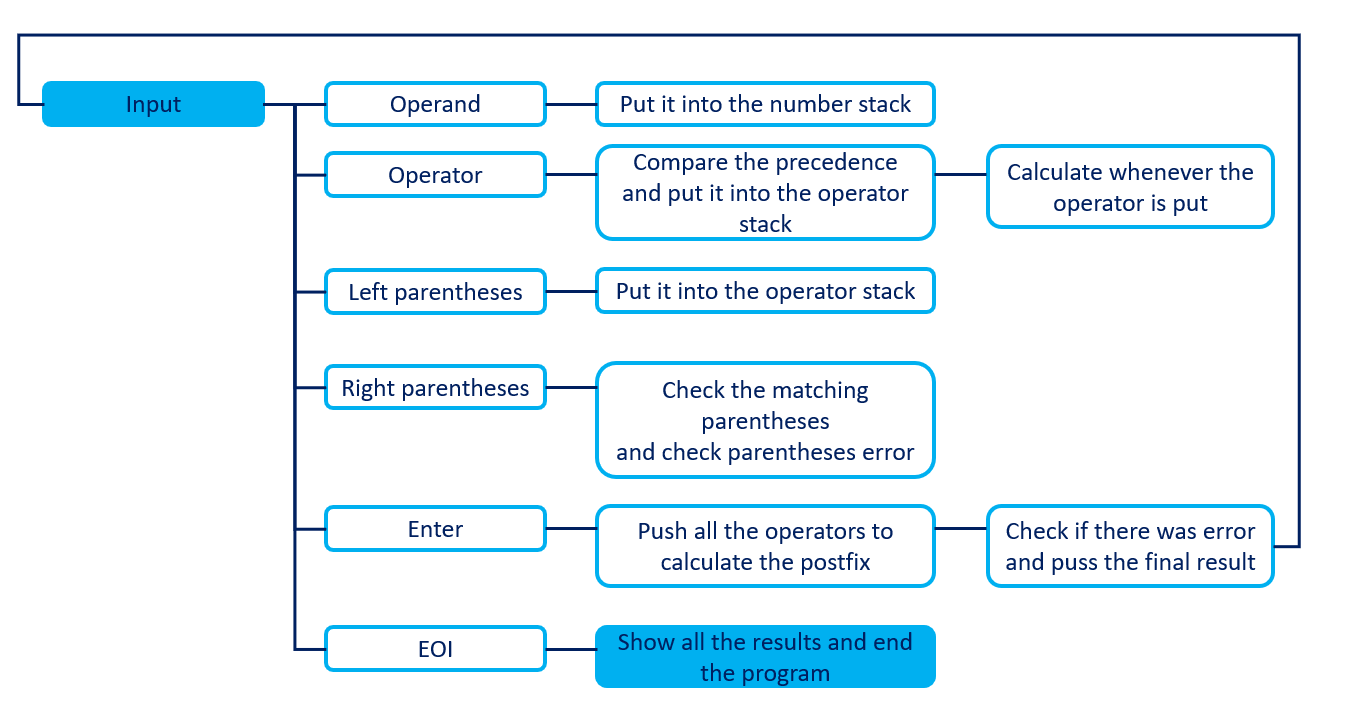 Input
Operand
Put it into the number stack
Operator
Compare the precedence
and put it into the operator
stack
Calculate whenever the
operator is put
Left parentheses
Put it into the operator stack
Right parentheses
Check the matching
parentheses
and check parentheses error
Enter
Push all the operators to
calculate the postfix
Check if there was error
and puss the final result
EOI
Show all the results and end
the program